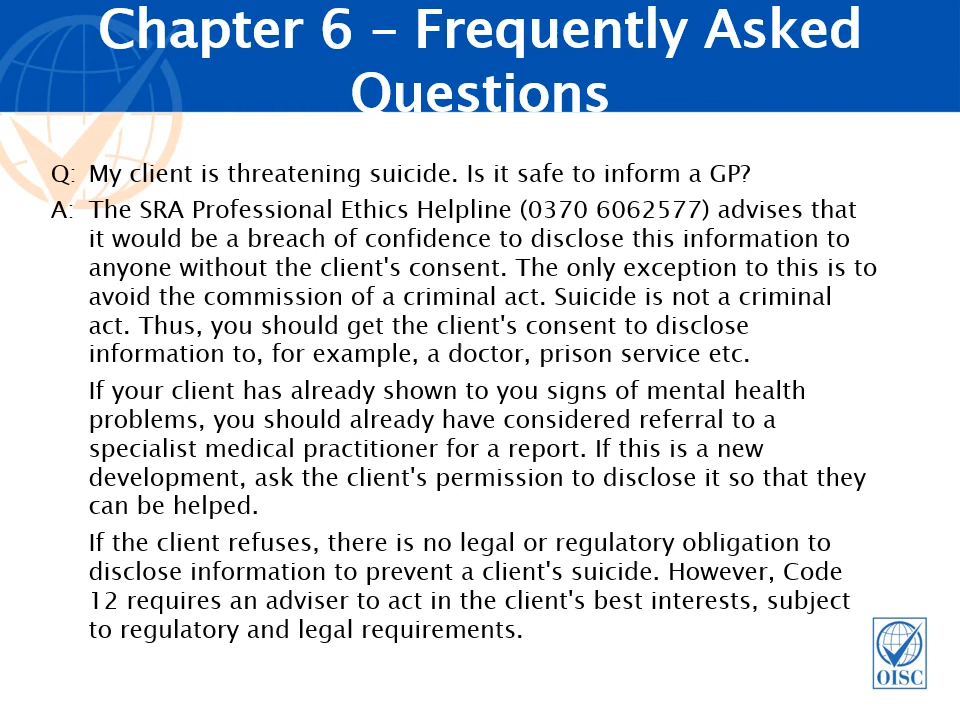 Chapter 6 – Frequently Asked
Questions
Q: My client is threatening suicide. Is it safe to inform a GP?
A: The SRA Professional Ethics Helpline (0370 6062577) advises that
it would be a breach of confidence to disclose this information to
anyone without the client's consent. The only exception to this is to
avoid the commission of a criminal act. Suicide is not a criminal
act. Thus, you should get the client's consent to disclose
information to, for example, a doctor, prison service etc.
If your client has already shown to you signs of mental health
problems, you should already have considered referral to a
specialist medical practitioner for a report. If this is a new
development, ask the client's permission to disclose it so that they
can be helped.
If the client refuses, there is no legal or regulatory obligation to
disclose information to prevent a client's suicide. However, Code
12 requires an adviser to act in the client's best interests, subject
to regulatory and legal requirements.
OISC